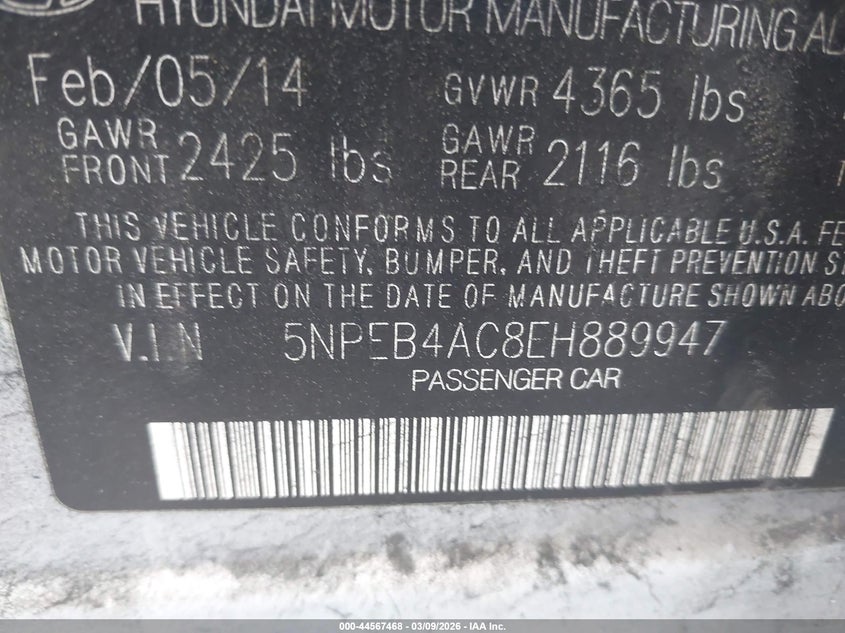 HYUNDAI MOTOR MANUFACTURING
Feb/05/14 GVWR 4365 lbs
GAWR FRONT 2425 lbs GAWR REAR 2116 lbs
THIS VEHICLE CONFORMS TO ALL APPLICABLE U.S.A. FE
MOTOR VEHICLE SAFETY, BUMPER, AND THEFT PREVENTION S
IN EFFECT ON THE DATE OF MANUFACTURE SHOWN ABO
V.I.N 5NPEB4AC8EH889947
PASSENGER CAR
000-44567468 | 03/09/2026 | IAA Inc.